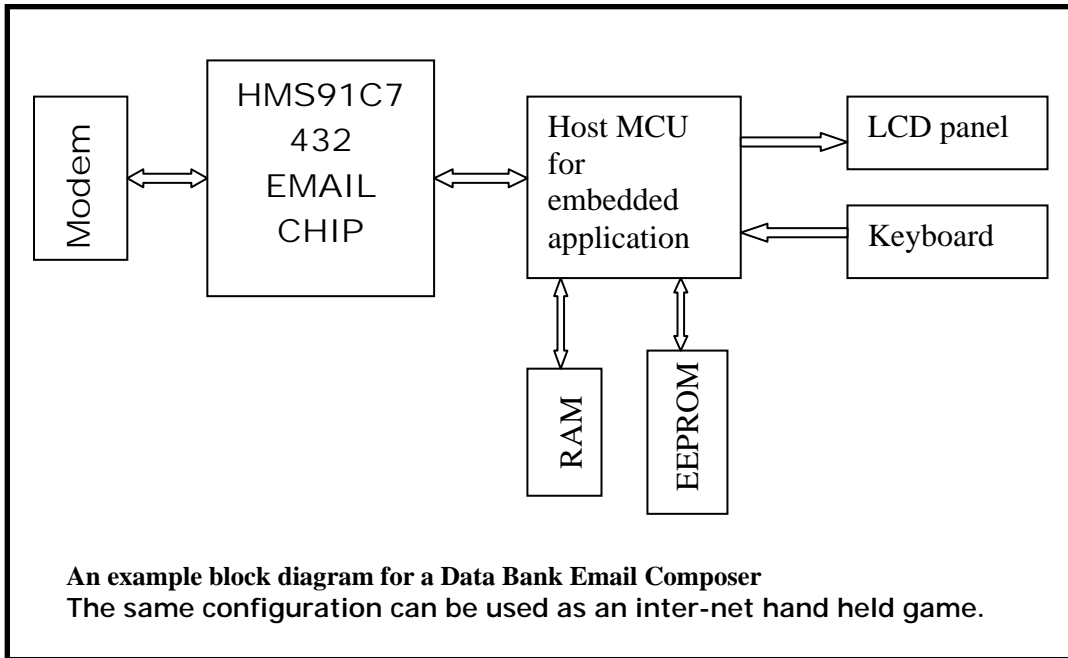 Modem
HMS91C7
432
EMAIL
CHIP
Host MCU
for
embedded
application
LCD panel
Keyboard
RAM
EEPROM
An example block diagram for a Data Bank Email Composer
The same configuration can be used as an inter-net hand held game.